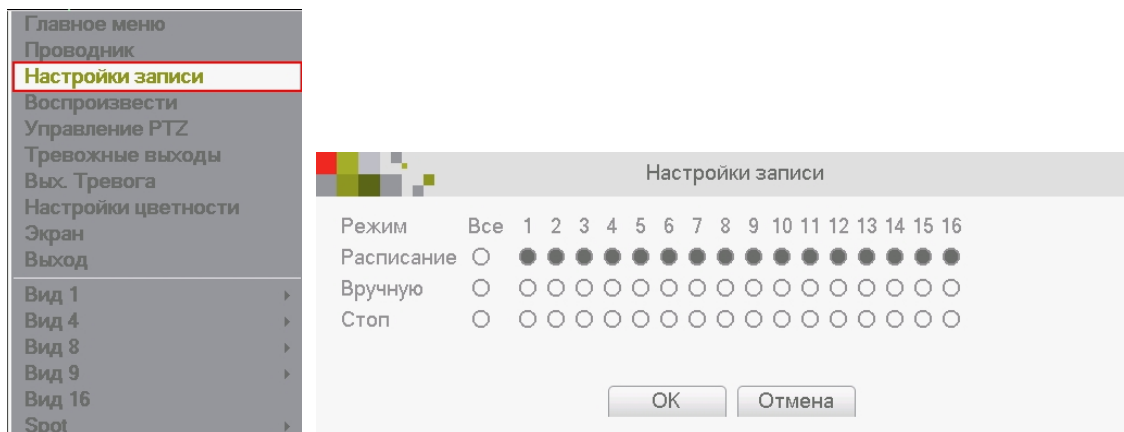 Главное меню
Проводник
Настройки записи
Воспроизвести
Управление PTZ
Тревожные выходы
Вых. Тревога
Настройки цветности
Экран
Выход
Вид 1
Вид 4
Вид 8
Вид 9
Вид 16
Spot
Настройки записи
Режим Все 1 2 3 4 5 6 7 8 9 10 11 12 13 14 15 16
Расписание
Вручную
Стоп
OK Отмена